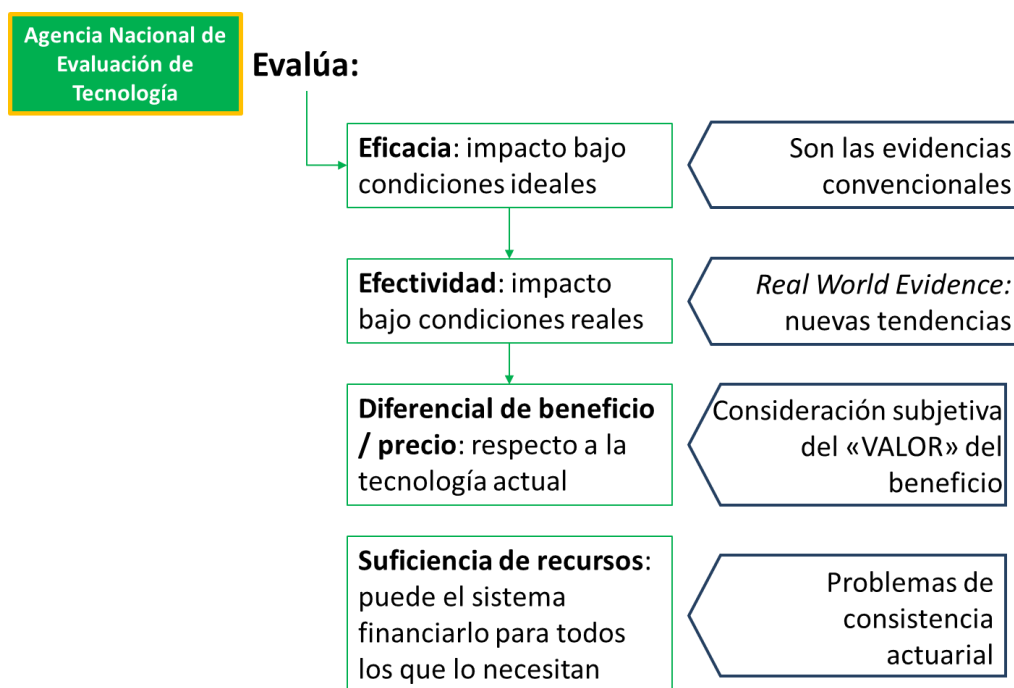 Agencia Nacional de
Evaluación de
Tecnología
Evalúa:
Eficacia: impacto bajo
condiciones ideales
Son las evidencias
convencionales
Efectividad: impacto
bajo condiciones reales
Real World Evidence:
nuevas tendencias
Diferencial de beneficio
/ precio: respecto a la
tecnología actual
Consideración subjetiva
del «VALOR» del
beneficio
Suficiencia de recursos:
puede el sistema
financiarlo para todos
los que lo necesitan
Problemas de
consistencia
actuarial